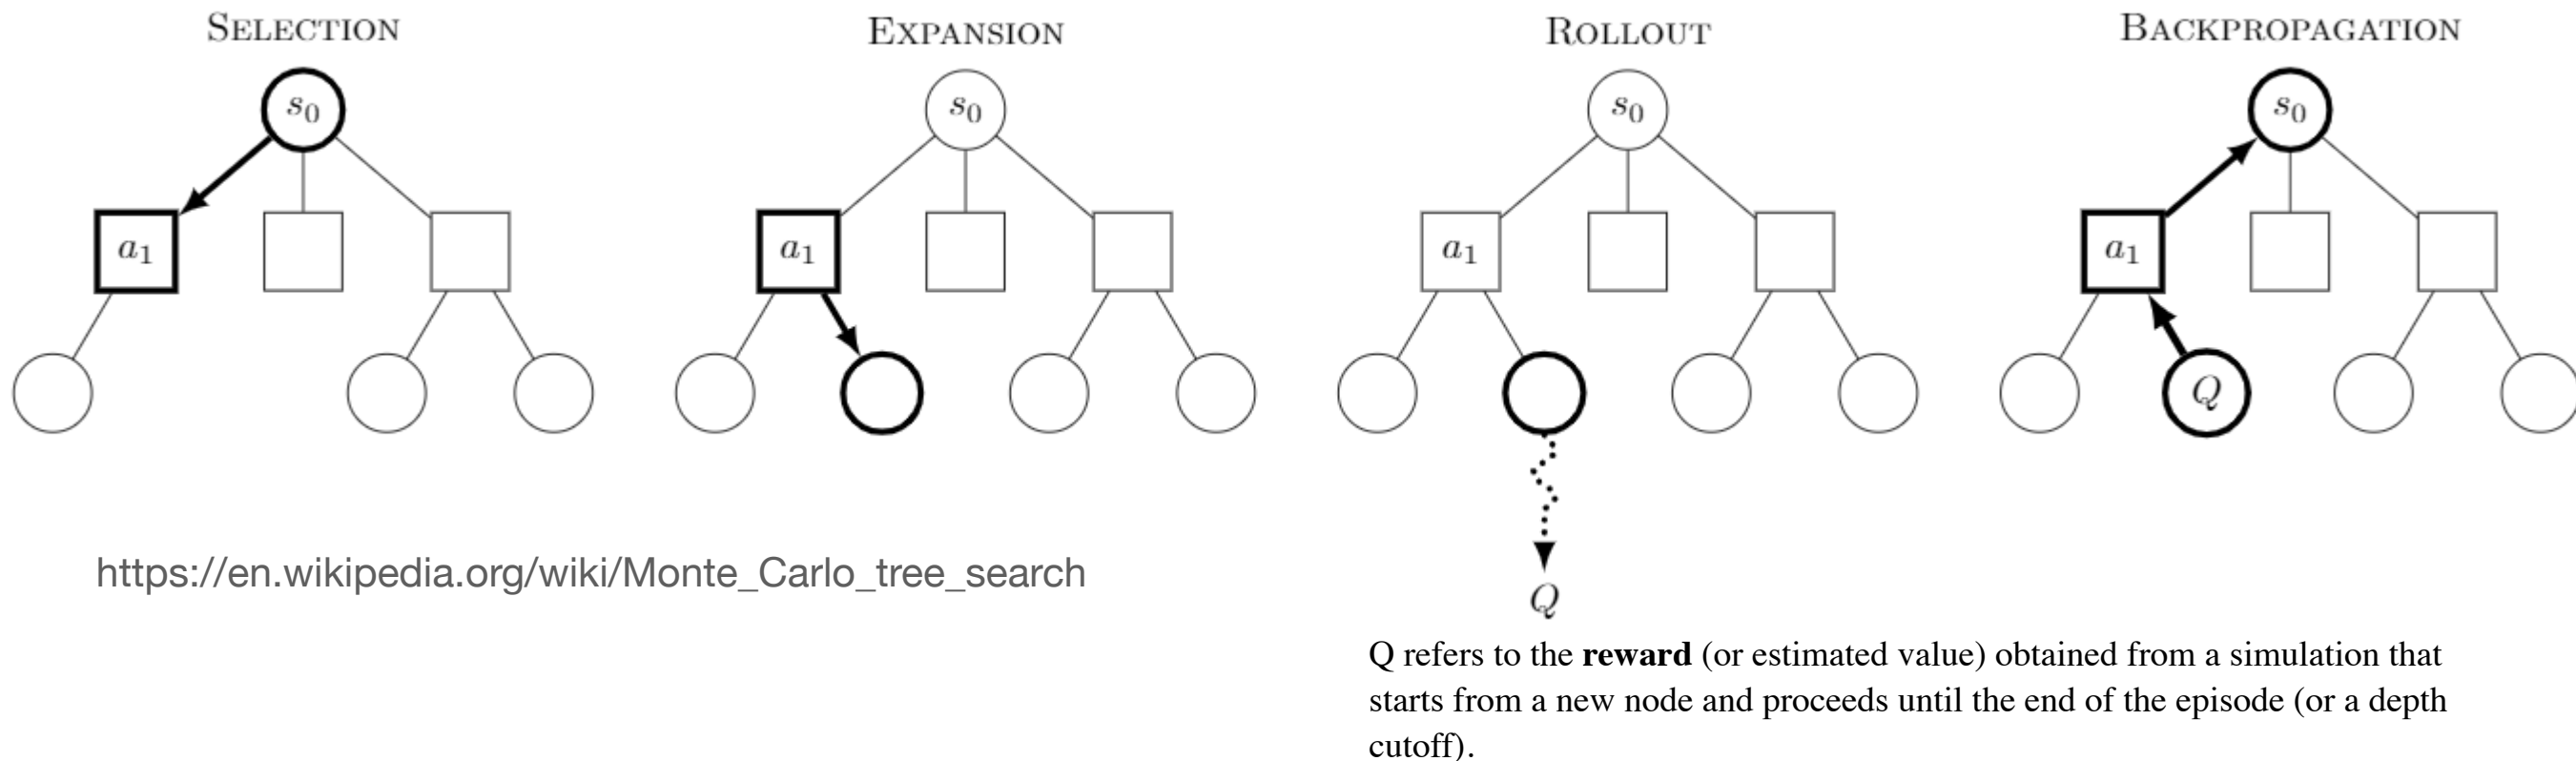 SELECTION
s0
a1
EXPANSION
s0
a1
ROLLOUT
s0
a1
Q
BACKPROPAGATION
s0
a1
Q
https://en.wikipedia.org/wiki/Monte_Carlo_tree_search
Q refers to the reward (or estimated value) obtained from a simulation that
starts from a new node and proceeds until the end of the episode (or a depth
cutoff).